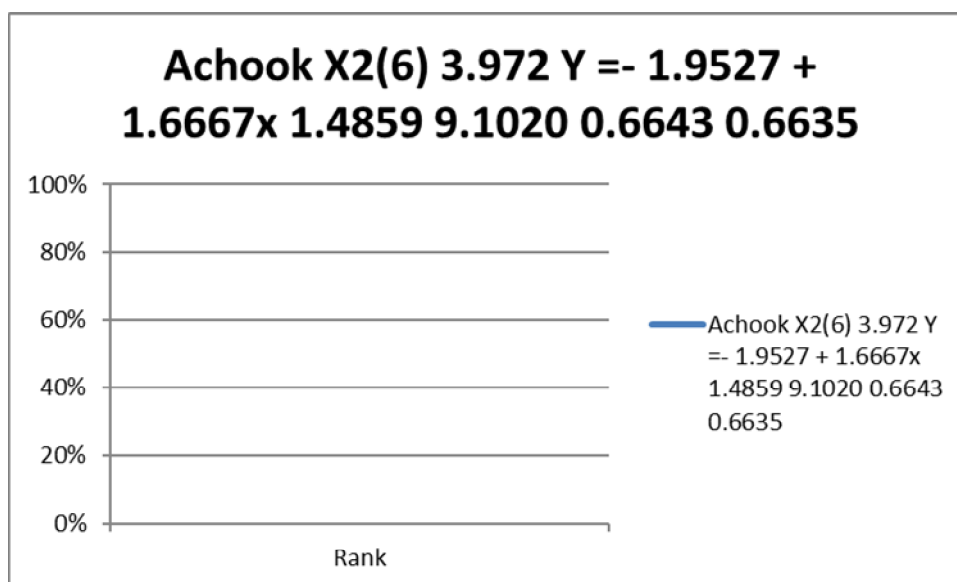 Achook X2(6) 3.972 Y =- 1.9527 +
1.6667x 1.4859 9.1020 0.6643 0.6635
100%
80%
60%
40%
20%
0%
Rank
Achook X2(6) 3.972 Y
=- 1.9527 + 1.6667x
1.4859 9.1020 0.6643
0.6635